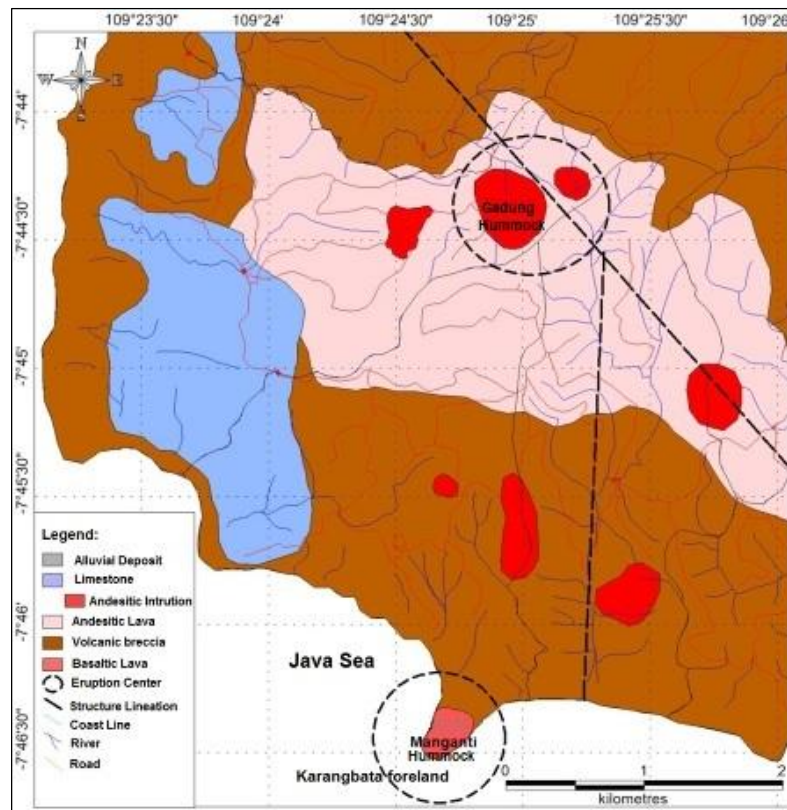 109°23'30"
109°24'
109°24'30"
109°25'
109°25'30"
109°26
N
W
E
S
-7°44'
-7°44'30"
-7°45'
-7°45'30"
-7°46'
-7°46'30"
Gadung
Hummock
Legend:
Alluvial Deposit
Limestone
Andesitic Intrution
Andesitic Lava
Volcanic breccia
Basaltic Lava
Eruption Center
Structure Lineation
Coast Line
River
Road
Java Sea
Manganti
Hummock
Karangbata foreland
0 1 2
kilometres